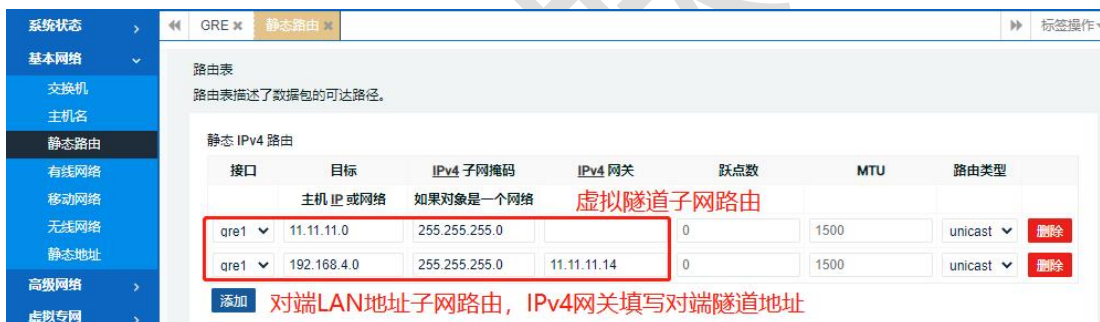 系统状态
GRE ✖ 静态路由 ✖ 标签操作
基本网络
路由表
交换机
路由表描述了数据包的可达路径。
主机名
静态路由
静态 IPv4 路由
有线网络
接口 目标 IPv4 子网掩码 IPv4 网关 跃点数 MTU 路由类型
移动网络
主机 IP 或网络 如果对象是一个网络 虚拟隧道子网路由
无线网络
gre1 11.11.11.0 255.255.255.0 0 1500 unicast 删除
静态地址
gre1 192.168.4.0 255.255.255.0 11.11.11.14 0 1500 unicast 删除
高级网络
添加 对端LAN地址子网路由，IPv4网关填写对端隧道地址
虚拟专网